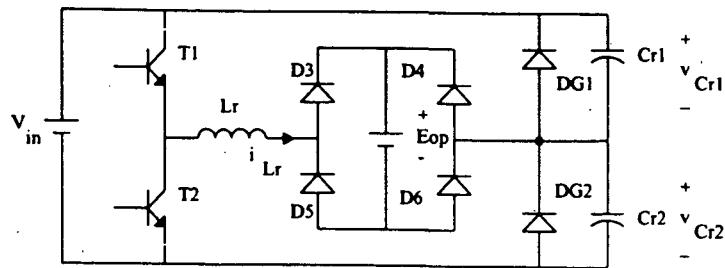 T1
V in
Lr
i Lr
T2
D3
D4
+
Eop
-
D5
D6
DG1
DG2
Cr1
+
v Cr1
-
Cr2
+
v Cr2
-